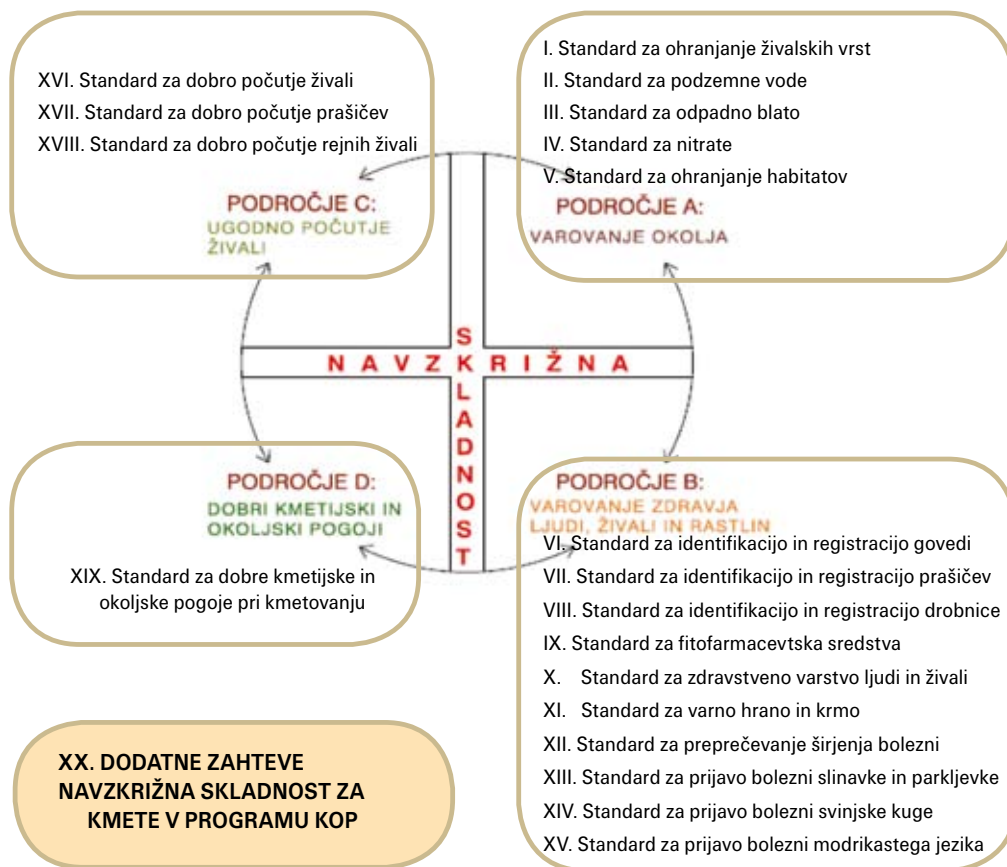 XVI. Standard za dobro počutje živali
XVII. Standard za dobro počutje prašičev
XVIII. Standard za dobro počutje rejnih živali
PODROČJE C:
UGODNO POČUTJE
ŽIVALI
I. Standard za ohranjanje živalskih vrst
II. Standard za podzemne vode
III. Standard za odpadno blato
IV. Standard za nitrate
V. Standard za ohranjanje habitatov
PODROČJE A:
VAROVANJE OKOLJA
NAVZKRIŽNA
SKLADNOST
PODROČJE D:
DOBRI KMETIJSKI IN
OKOLJSKI POGOJI
XIX. Standard za dobre kmetijske in
okoljske pogoje pri kmetovanju
PODROČJE B:
VAROVANJE ZDRAVJA
LJUDI, ŽIVALI IN RASTLIN
VI. Standard za identifikacijo in registracijo govedi
VII. Standard za identifikacijo in registracijo prašičev
VIII. Standard za identifikacijo in registracijo drobnice
IX. Standard za fitofarmacevtska sredstva
X. Standard za zdravstveno varstvo ljudi in živali
XI. Standard za varno hrano in krmo
XII. Standard za preprečevanje širjenja bolezni
XIII. Standard za prijavo bolezni slinavke in parkljevke
XIV. Standard za prijavo bolezni svinjske kuge
XV. Standard za prijavo bolezni modrikastega jezika
XX. DODATNE ZAHTEVE
NAVZKRIŽNA SKLADNOST ZA
KMETE V PROGRAMU KOP